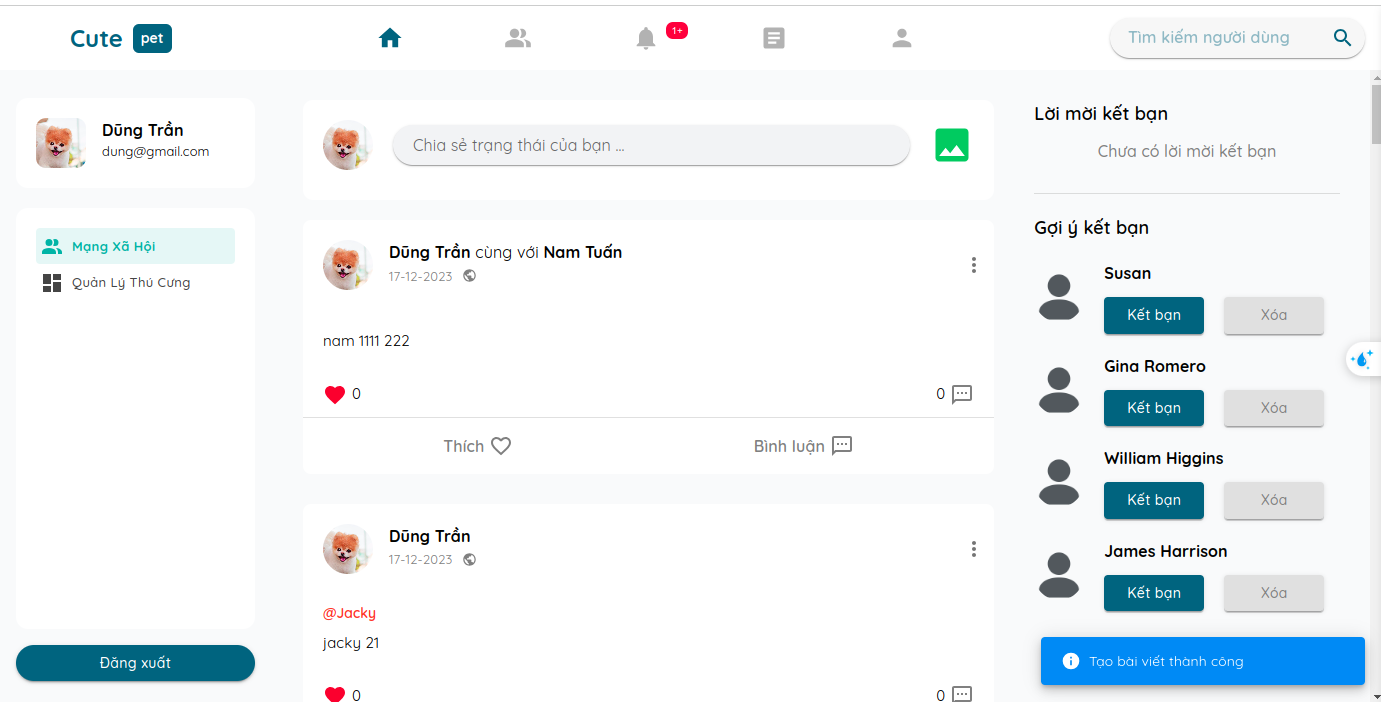 Cute pet
1+
Tìm kiếm người dùng
Dũng Trần
dung@gmail.com
Mạng Xã Hội
Quản Lý Thú Cưng
Đăng xuất
Chia sẻ trạng thái của bạn ...
Dũng Trần cùng với Nam Tuấn
17-12-2023
nam 1111 222
0
0
Thích
Bình luận
Dũng Trần
17-12-2023
@Jacky
jacky 21
0
0
Lời mời kết bạn
Chưa có lời mời kết bạn
Gợi ý kết bạn
Susan
Kết bạn
Xóa
Gina Romero
Kết bạn
Xóa
William Higgins
Kết bạn
Xóa
James Harrison
Kết bạn
Xóa
Tạo bài viết thành công